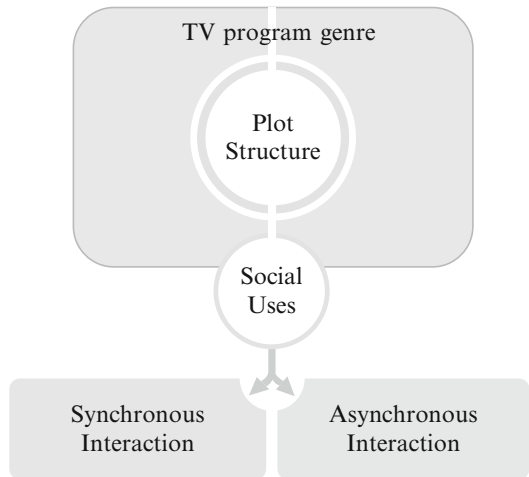 TV program genre
Plot
Structure
Social
Uses
Synchronous
Interaction
Asynchronous
Interaction